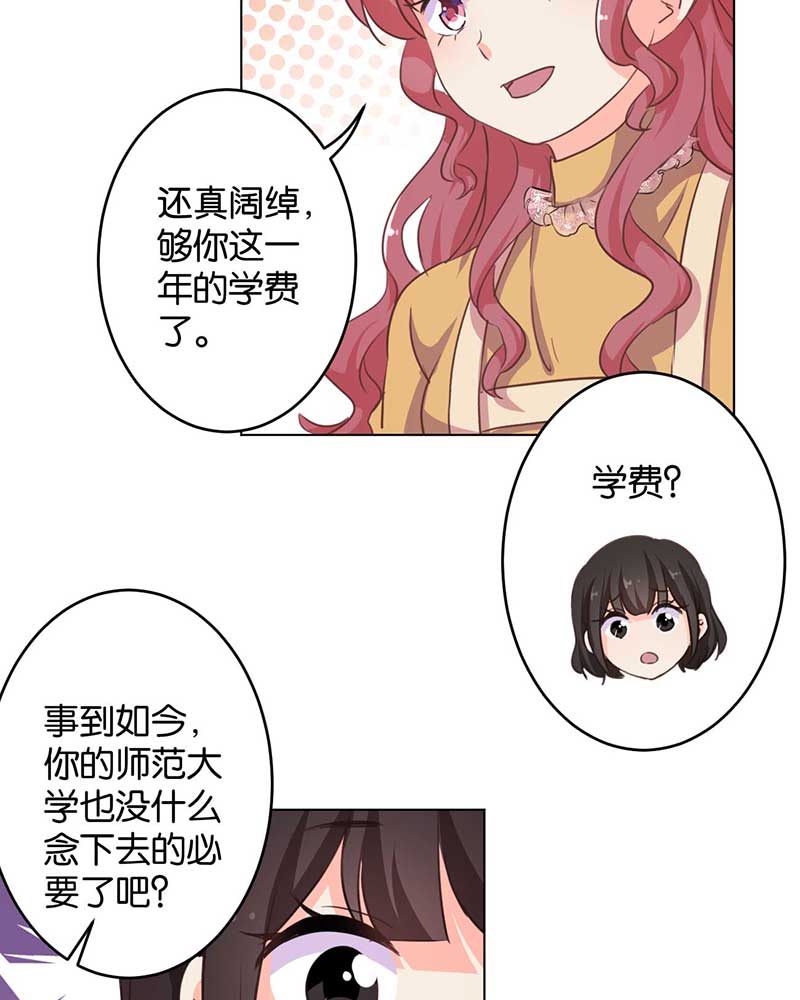 还真阔绰，
够你这一
年的学费
了。
学费？
事到如今，
你的师范大
学也没什么
念下去的必
要了吧？